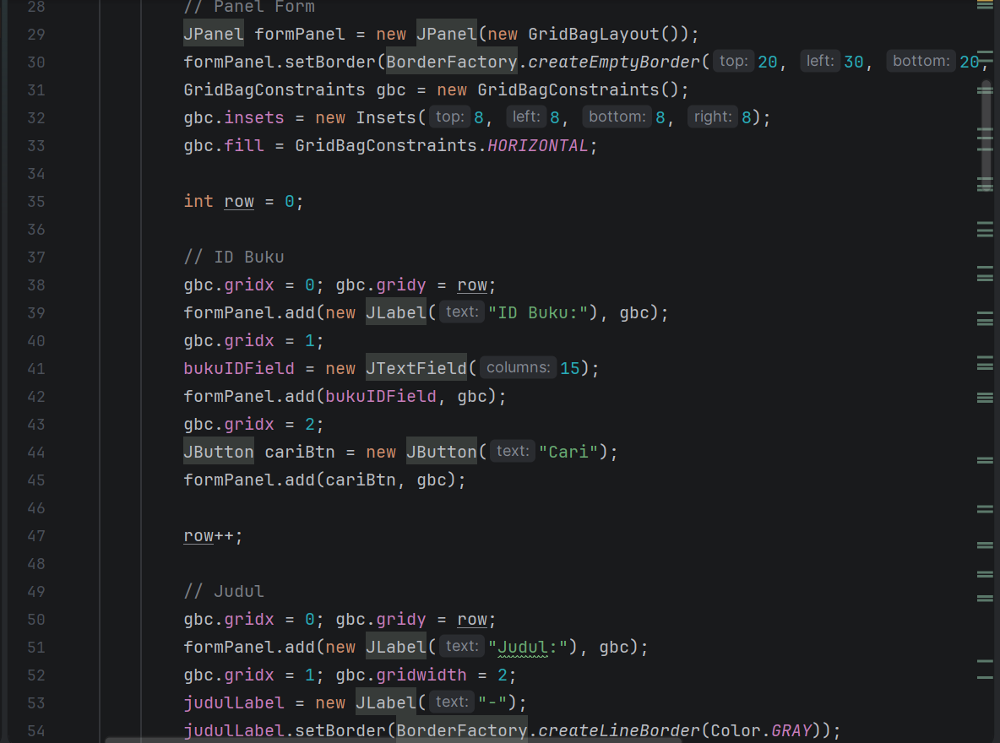 28 // Panel Form
29 JPanel formPanel = new JPanel(new GridBagLayout());
30 formPanel.setBorder(BorderFactory.createEmptyBorder( top: 20, left: 30, bottom: 20,
31 GridBagConstraints gbc = new GridBagConstraints();
32 gbc.insets = new Insets( top: 8, left: 8, bottom: 8, right: 8);
33 gbc.fill = GridBagConstraints.HORIZONTAL;
34
35 int row = 0;
36
37 // ID Buku
38 gbc.gridx = 0; gbc.gridy = row;
39 formPanel.add(new JLabel( text: "ID Buku:"), gbc);
40 gbc.gridx = 1;
41 bukuIDField = new JTextField( columns: 15);
42 formPanel.add(bukuIDField, gbc);
43 gbc.gridx = 2;
44 JButton cariBtn = new JButton( text: "Cari");
45 formPanel.add(cariBtn, gbc);
46
47 row++;
48
49 // Judul
50 gbc.gridx = 0; gbc.gridy = row;
51 formPanel.add(new JLabel( text: "Judul:"), gbc);
52 gbc.gridx = 1; gbc.gridwidth = 2;
53 judulLabel = new JLabel( text: "-");
54 judulLabel.setBorder(BorderFactory.createLineBorder(Color.GRAY));